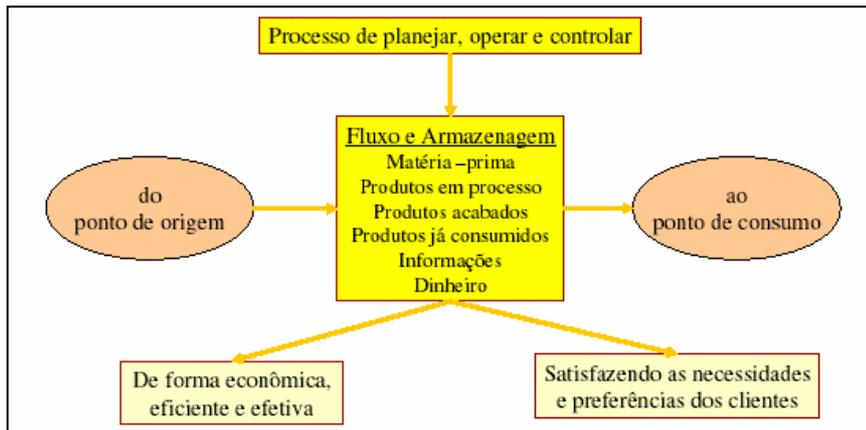 Processo de planejar, operar e controlar
Fluxo e Armazenagem
Matéria –prima
Produtos em processo
Produtos acabados
Produtos já consumidos
Informações
Dinheiro
do
ponto de origem
ao
ponto de consumo
De forma econômica,
eficiente e efetiva
Satisfazendo as necessidades
e preferências dos clientes